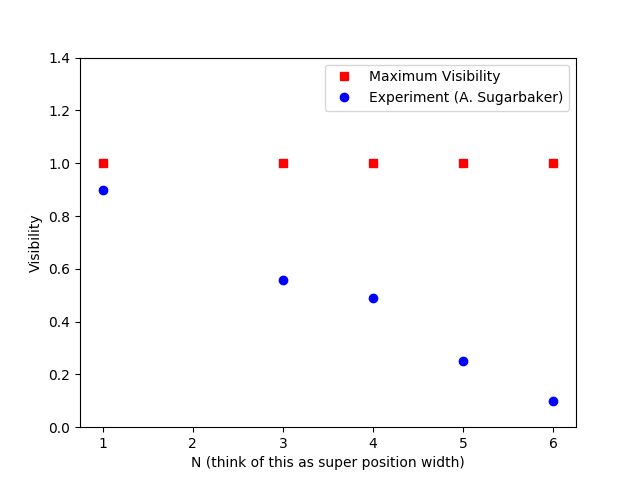 1.4
1.2
1.0
0.8
0.6
0.4
0.2
0.0
Visibility
Maximum Visibility
Experiment (A. Sugarbaker)
1 2 3 4 5 6
N (think of this as super position width)